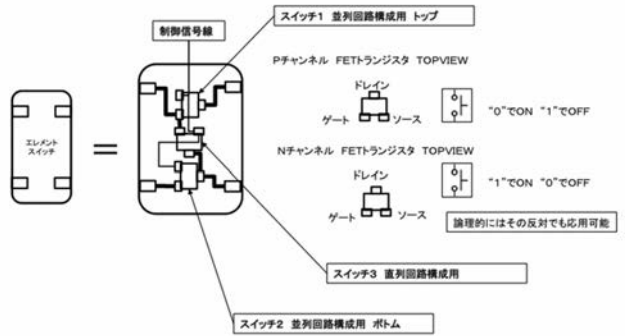 スイッチ1 並列回路構成用 トップ
制御信号線
Pチャンネル FETトランジスタ TOPVIEW
ドレイン
ゲート
ソース
"0"でON "1"でOFF
エレメント
スイッチ
=
Nチャンネル FETトランジスタ TOPVIEW
ドレイン
ゲート
ソース
"1"でON "0"でOFF
論理的にはその反対でも応用可能
スイッチ3 直列回路構成用
スイッチ2 並列回路構成用 ボトム